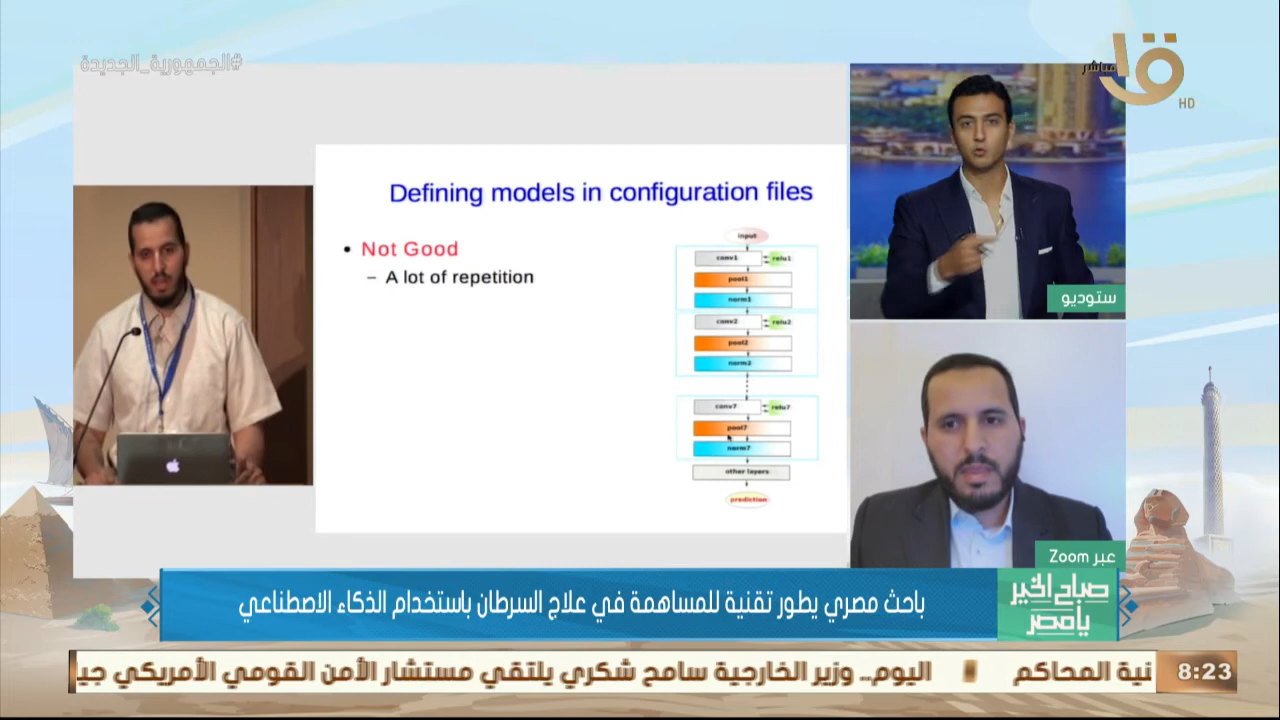 #الجمهورية_الجديدة
مباشر
HD
Defining models in configuration files
• Not Good
– A lot of repetition
input
conv1
relu1
pool1
norm1
conv2
relu2
pool2
norm2
conv7
relu7
pool7
norm7
other layers
prediction
ستوديو
عبر Zoom
صباح الخير
يا مصر
باحث مصري يطور تقنية للمساهمة في علاج السرطان باستخدام الذكاء الاصطناعي
8:23
نية المحاكم اليوم.. وزير الخارجية سامح شكري يلتقي مستشار الأمن القومي الأمريكي جي